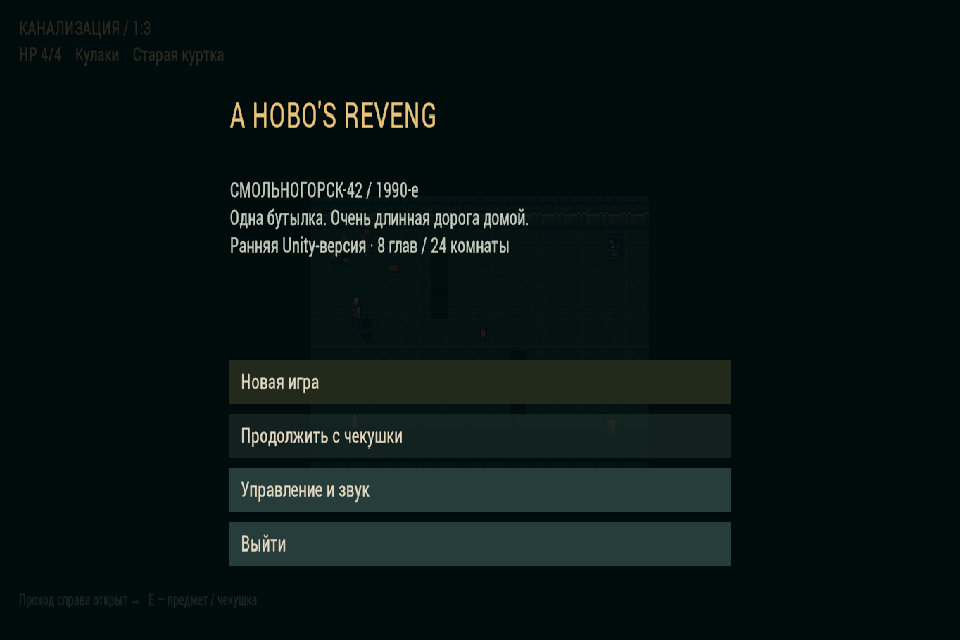 КАНАЛИЗАЦИЯ / 1:3
HP 4/4 Кулаки Старая куртка
A HOBO'S REVENG
СМОЛЬНОГОРСК-42 / 1990-е
Одна бутылка. Очень длинная дорога домой.
Ранняя Unity-версия · 8 глав / 24 комнаты
Новая игра
Продолжить с чекушки
Управление и звук
Выйти
Проход справа открыт → E — предмет / чекушка